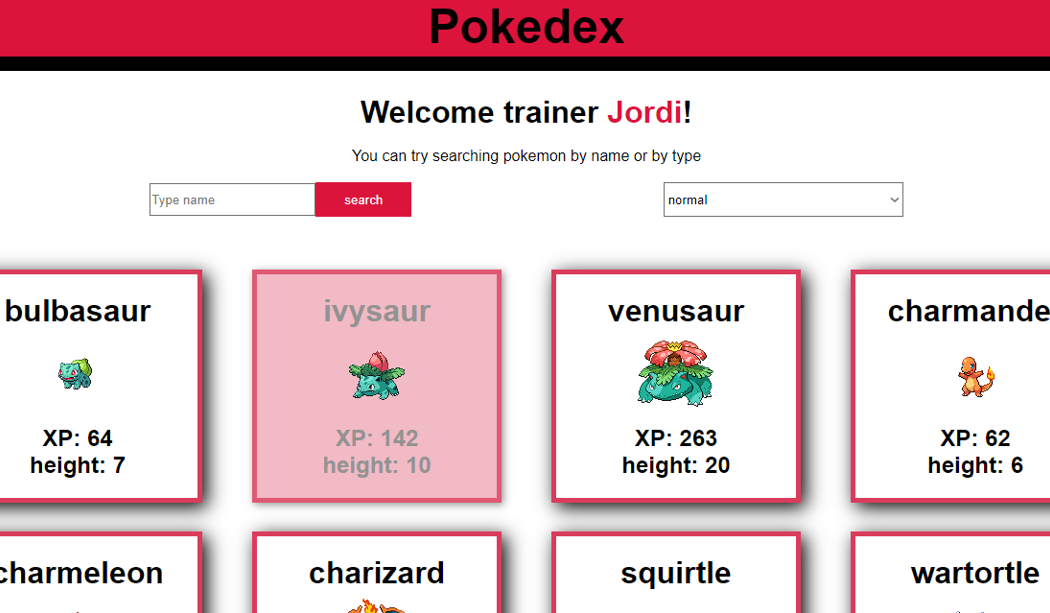 Pokedex
Welcome trainer Jordi!
You can try searching pokemon by name or by type
Type name
search
normal
bulbasaur
XP: 64
height: 7
ivysaur
XP: 142
height: 10
venusaur
XP: 263
height: 20
charmande
XP: 62
height: 6
charmeleon
charizard
squirtle
wartortle